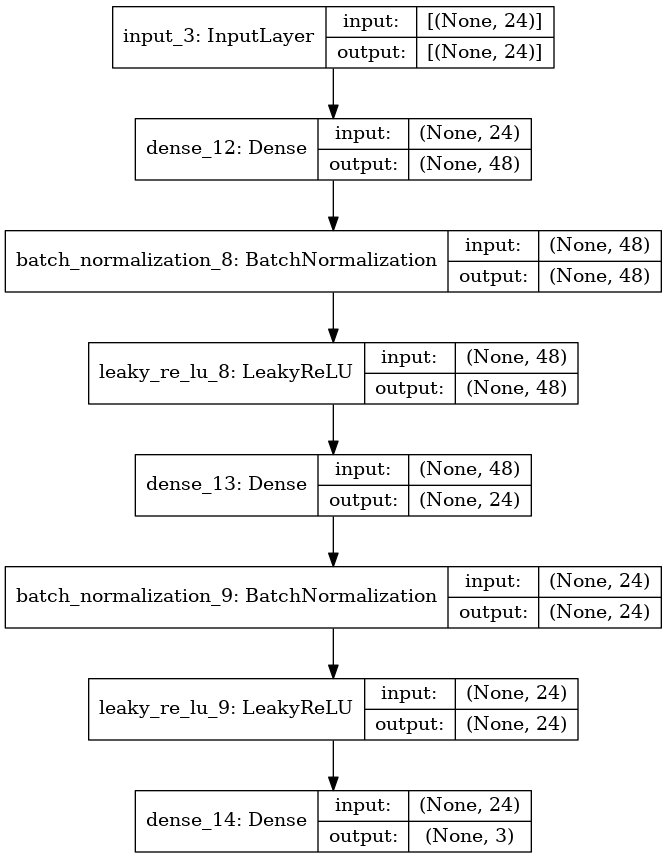 input_3: InputLayer
input:
[(None, 24)]
output:
[(None, 24)]
dense_12: Dense
input:
(None, 24)
output:
(None, 48)
batch_normalization_8: BatchNormalization
input:
(None, 48)
output:
(None, 48)
leaky_re_lu_8: LeakyReLU
input:
(None, 48)
output:
(None, 48)
dense_13: Dense
input:
(None, 48)
output:
(None, 24)
batch_normalization_9: BatchNormalization
input:
(None, 24)
output:
(None, 24)
leaky_re_lu_9: LeakyReLU
input:
(None, 24)
output:
(None, 24)
dense_14: Dense
input:
(None, 24)
output:
(None, 3)